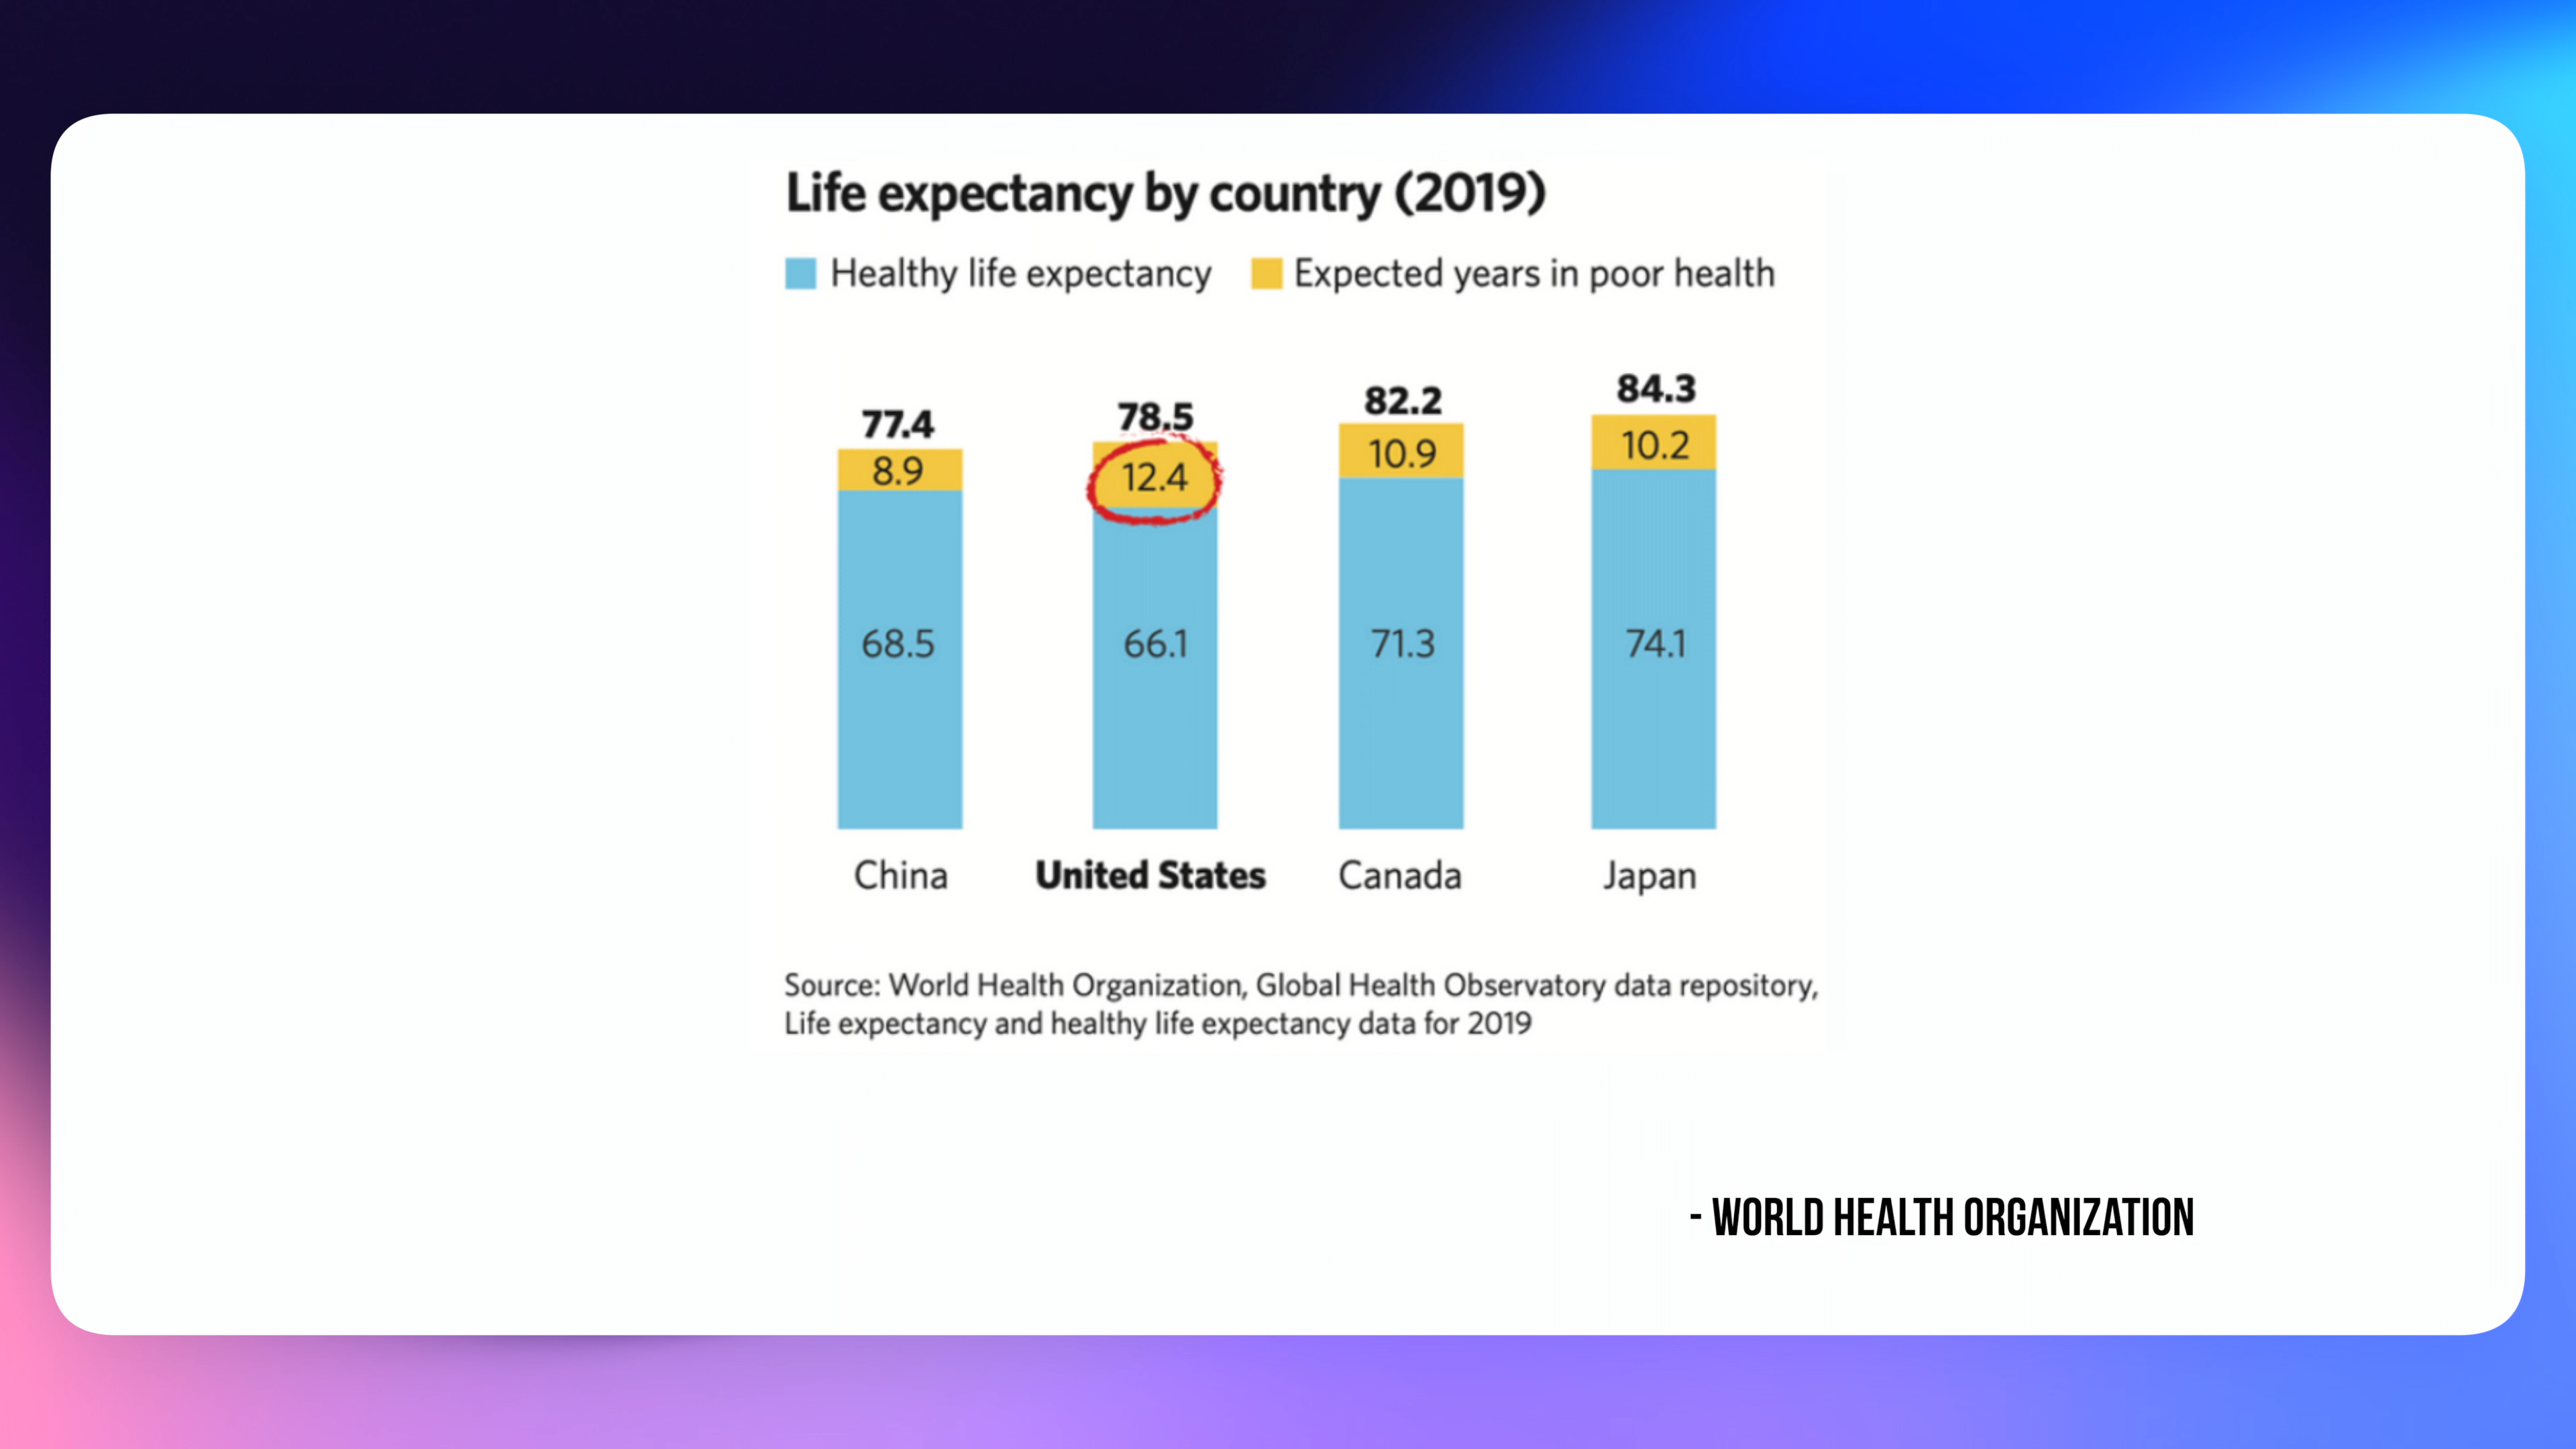 Life expectancy by country (2019)
Healthy life expectancy Expected years in poor health
77.4 78.5 82.2 84.3
8.9 12.4 10.9 10.2
68.5 66.1 71.3 74.1
China United States Canada Japan
Source: World Health Organization, Global Health Observatory data repository,
Life expectancy and healthy life expectancy data for 2019
- WORLD HEALTH ORGANIZATION